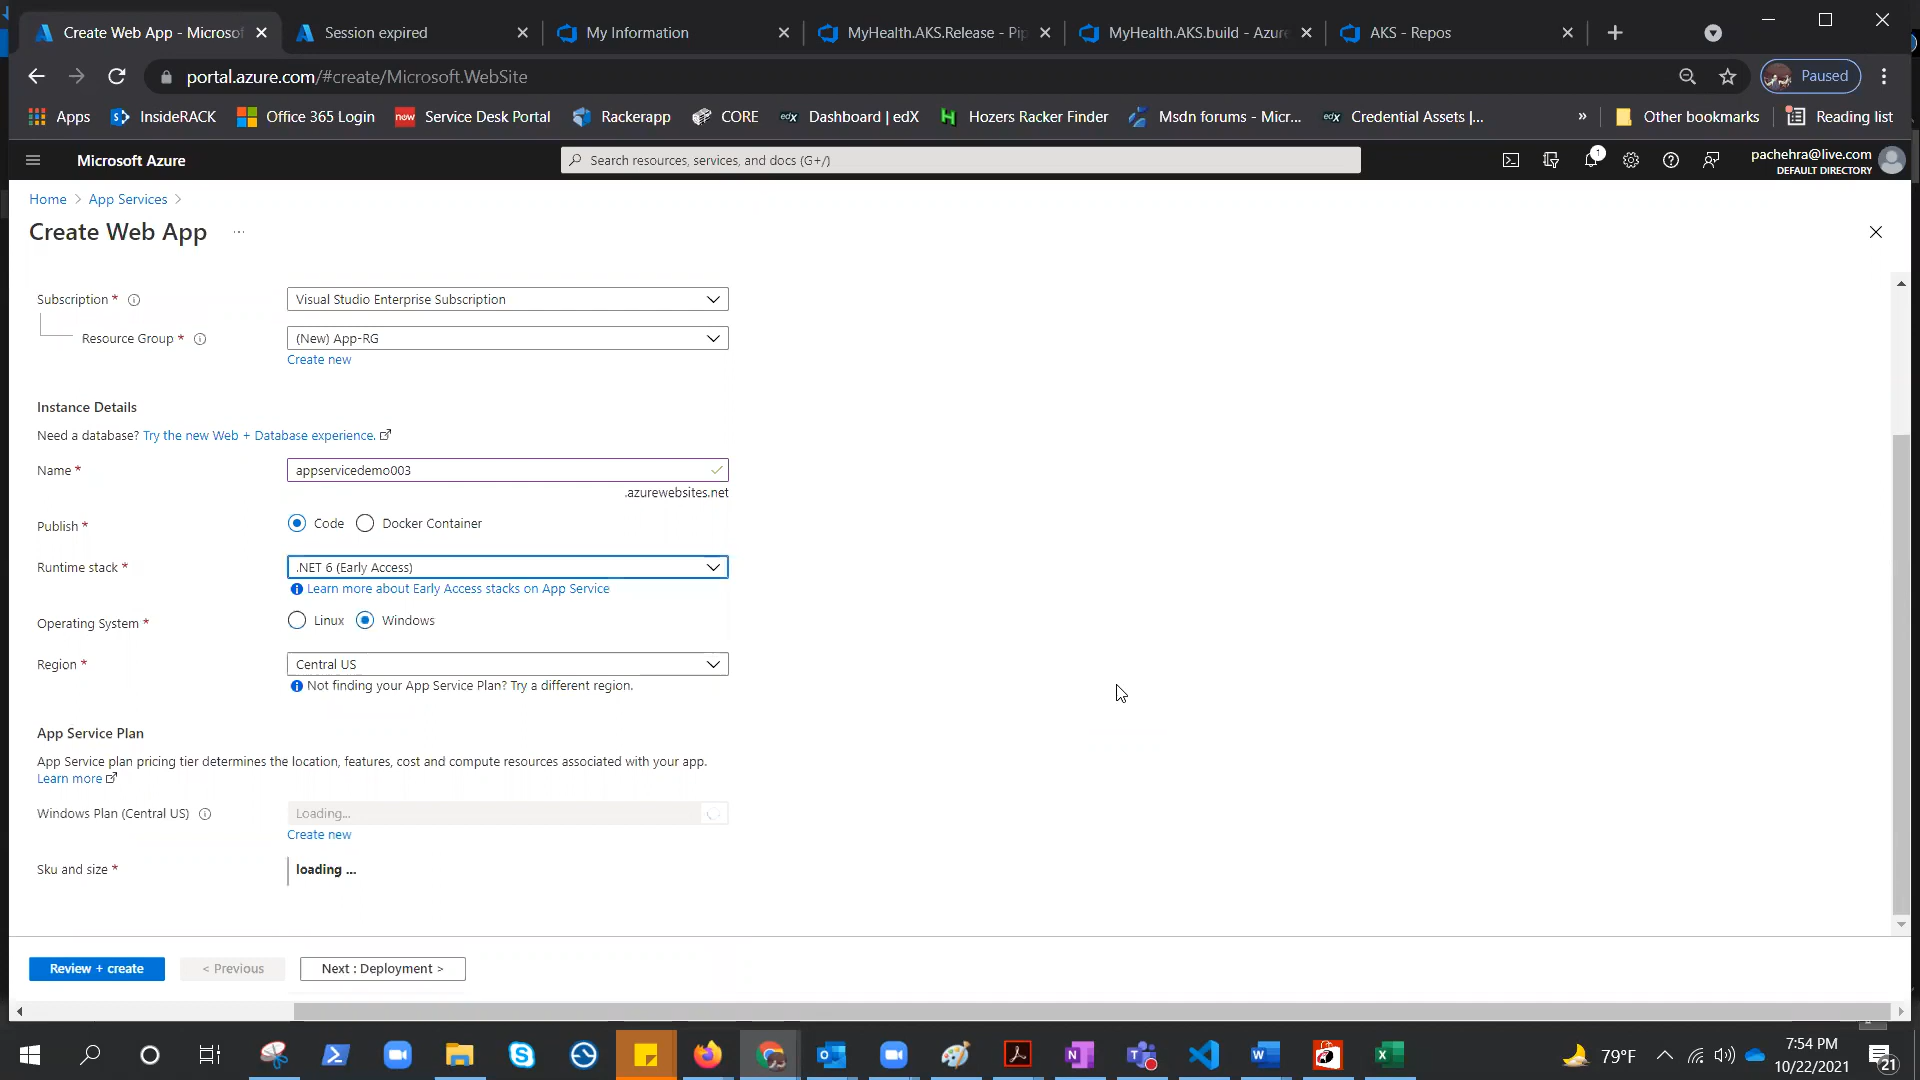 Create Web App - Microsof
Session expired
My Information
MyHealth.AKS.Release - Pip
MyHealth.AKS.build - Azure
AKS - Repos
portal.azure.com/#create/Microsoft.WebSite
Paused
Apps
InsideRACK
Office 365 Login
now
Service Desk Portal
Rackerapp
CORE
edX
Dashboard | edX
Hozers Racker Finder
Msdn forums - Micr...
edX
Credential Assets |...
»
Other bookmarks
Reading list
Microsoft Azure
Search resources, services, and docs (G+/)
1
pachehra@live.com
DEFAULT DIRECTORY
Home > App Services >
Create Web App ...
Subscription *
Visual Studio Enterprise Subscription
Resource Group *
(New) App-RG
Create new
Instance Details
Need a database? Try the new Web + Database experience.
Name *
appservicedemo003
.azurewebsites.net
Publish *
Code
Docker Container
Runtime stack *
.NET 6 (Early Access)
Learn more about Early Access stacks on App Service
Operating System *
Linux
Windows
Region *
Central US
Not finding your App Service Plan? Try a different region.
App Service Plan
App Service plan pricing tier determines the location, features, cost and compute resources associated with your app.
Learn more
Windows Plan (Central US)
Loading...
Create new
Sku and size *
loading ...
Review + create
< Previous
Next : Deployment >
79°F
7:54 PM
10/22/2021
21